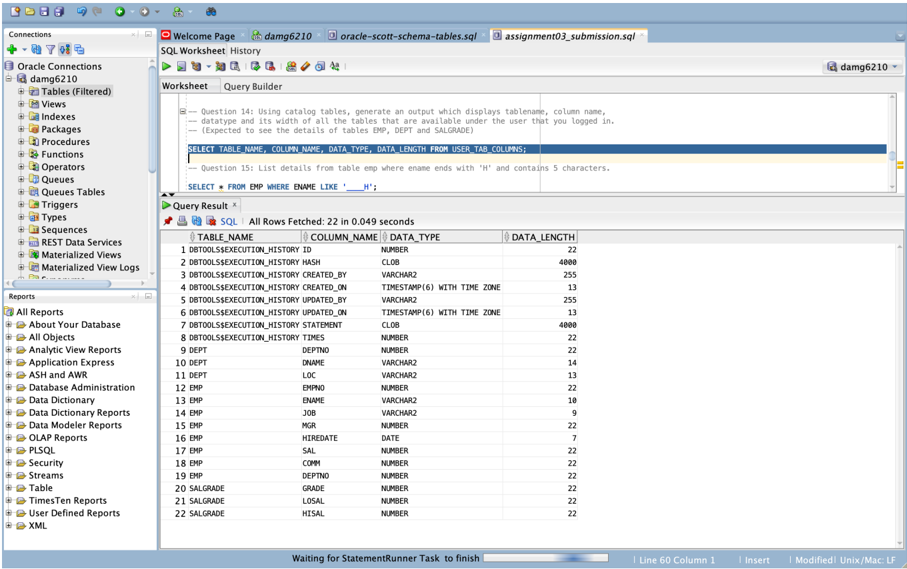 Connections
Oracle Connections
damg6210
Tables (Filtered)
Views
Indexes
Packages
Procedures
Functions
Operators
Queues
Queues Tables
Triggers
Types
Sequences
REST Data Services
Materialized Views
Materialized View Logs
Reports
All Reports
About Your Database
All Objects
Analytic View Reports
Application Express
ASH and AWR
Database Administration
Data Dictionary
Data Dictionary Reports
Data Modeler Reports
OLAP Reports
PLSQL
Security
Streams
Table
TimesTen Reports
User Defined Reports
XML
Welcome Page damg6210 oracle-scott-schema-tables.sql assignment03_submission.sql
SQL Worksheet History
damg6210
Worksheet Query Builder
-- Question 14: Using catalog tables, generate an output which displays tablename, column name,
-- datatype and its width of all the tables that are available under the user that you logged in.
-- (Expected to see the details of tables EMP, DEPT and SALGRADE)
SELECT TABLE_NAME, COLUMN_NAME, DATA_TYPE, DATA_LENGTH FROM USER_TAB_COLUMNS;
-- Question 15: List details from table emp where ename ends with 'H' and contains 5 characters.
SELECT * FROM EMP WHERE ENAME LIKE '____H';
Query Result
SQL All Rows Fetched: 22 in 0.049 seconds
TABLE_NAME COLUMN_NAME DATA_TYPE DATA_LENGTH
1 DBTOOLS$EXECUTION_HISTORY ID NUMBER 22
2 DBTOOLS$EXECUTION_HISTORY HASH CLOB 4000
3 DBTOOLS$EXECUTION_HISTORY CREATED_BY VARCHAR2 255
4 DBTOOLS$EXECUTION_HISTORY CREATED_ON TIMESTAMP(6) WITH TIME ZONE 13
5 DBTOOLS$EXECUTION_HISTORY UPDATED_BY VARCHAR2 255
6 DBTOOLS$EXECUTION_HISTORY UPDATED_ON TIMESTAMP(6) WITH TIME ZONE 13
7 DBTOOLS$EXECUTION_HISTORY STATEMENT CLOB 4000
8 DBTOOLS$EXECUTION_HISTORY TIMES NUMBER 22
9 DEPT DEPTNO NUMBER 22
10 DEPT DNAME VARCHAR2 14
11 DEPT LOC VARCHAR2 13
12 EMP EMPNO NUMBER 22
13 EMP ENAME VARCHAR2 10
14 EMP JOB VARCHAR2 9
15 EMP MGR NUMBER 22
16 EMP HIREDATE DATE 7
17 EMP SAL NUMBER 22
18 EMP COMM NUMBER 22
19 EMP DEPTNO NUMBER 22
20 SALGRADE GRADE NUMBER 22
21 SALGRADE LOSAL NUMBER 22
22 SALGRADE HISAL NUMBER 22
Waiting for StatementRunner Task to finish Line 60 Column 1 Insert Modified Unix/Mac: LF